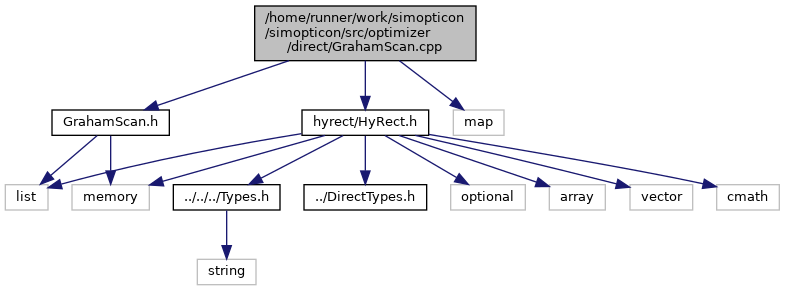 /home/runner/work/simopticon
/simopticon/src/optimizer
/direct/GrahamScan.cpp
GrahamScan.h
hyrect/HyRect.h
map
list
memory
../../../Types.h
../DirectTypes.h
optional
array
vector
cmath
string